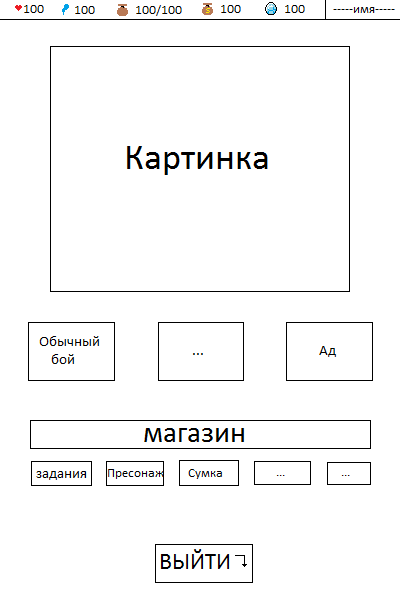 100 100 100/100 100 100 -----имя-----
Картинка
Обычный
бой
...
Ад
магазин
задания Пресонаж Сумка ... ...
ВЫЙТИ